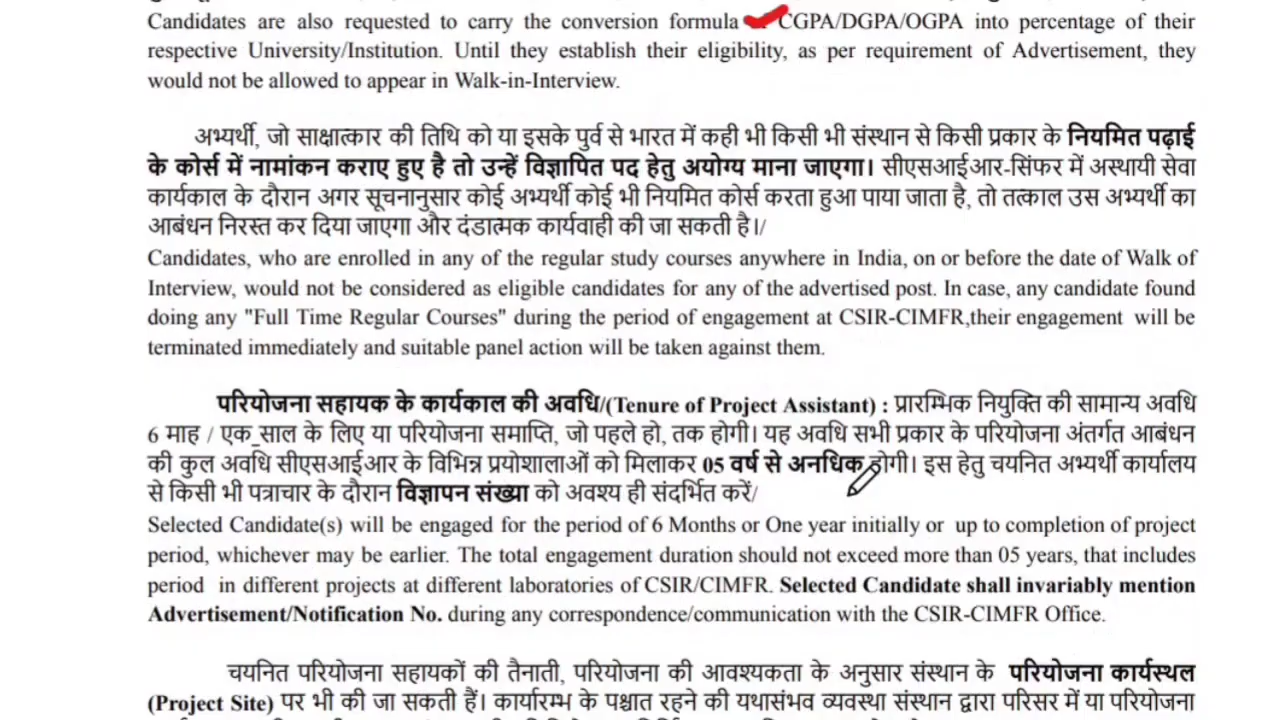 Candidates are also requested to carry the conversion formula CGPA/DGPA/OGPA into percentage of their
respective University/Institution. Until they establish their eligibility, as per requirement of Advertisement, they
would not be allowed to appear in Walk-in-Interview.
अभ्यर्थी, जो साक्षात्कार की तिथि को या इसके पुर्व से भारत में कही भी किसी भी संस्थान से किसी प्रकार के नियमित पढ़ाई
के कोर्स में नामांकन कराए हुए है तो उन्हें विज्ञापित पद हेतु अयोग्य माना जाएगा। सीएसआईआर-सिंफर में अस्थायी सेवा
कार्यकाल के दौरान अगर सूचनानुसार कोई अभ्यर्थी कोई भी नियमित कोर्स करता हुआ पाया जाता है, तो तत्काल उस अभ्यर्थी का
आबंधन निरस्त कर दिया जाएगा और दंडात्मक कार्यवाही की जा सकती है।/
Candidates, who are enrolled in any of the regular study courses anywhere in India, on or before the date of Walk of
Interview, would not be considered as eligible candidates for any of the advertised post. In case, any candidate found
doing any "Full Time Regular Courses" during the period of engagement at CSIR-CIMFR,their engagement will be
terminated immediately and suitable panel action will be taken against them.
परियोजना सहायक के कार्यकाल की अवधि/(Tenure of Project Assistant) : प्रारम्भिक नियुक्ति की सामान्य अवधि
6 माह / एक साल के लिए या परियोजना समाप्ति, जो पहले हो, तक होगी। यह अवधि सभी प्रकार के परियोजना अंतर्गत आबंधन
की कुल अवधि सीएसआईआर के विभिन्न प्रयोशालाओं को मिलाकर 05 वर्ष से अनधिक होगी। इस हेतु चयनित अभ्यर्थी कार्यालय
से किसी भी पत्राचार के दौरान विज्ञापन संख्या को अवश्य ही संदर्भित करें/
Selected Candidate(s) will be engaged for the period of 6 Months or One year initially or up to completion of project
period, whichever may be earlier. The total engagement duration should not exceed more than 05 years, that includes
period in different projects at different laboratories of CSIR/CIMFR. Selected Candidate shall invariably mention
Advertisement/Notification No. during any correspondence/communication with the CSIR-CIMFR Office.
चयनित परियोजना सहायकों की तैनाती, परियोजना की आवश्यकता के अनुसार संस्थान के परियोजना कार्यस्थल
(Project Site) पर भी की जा सकती हैं। कार्यारम्भ के पश्चात रहने की यथासंभव व्यवस्था संस्थान द्वारा परिसर में या परियोजना